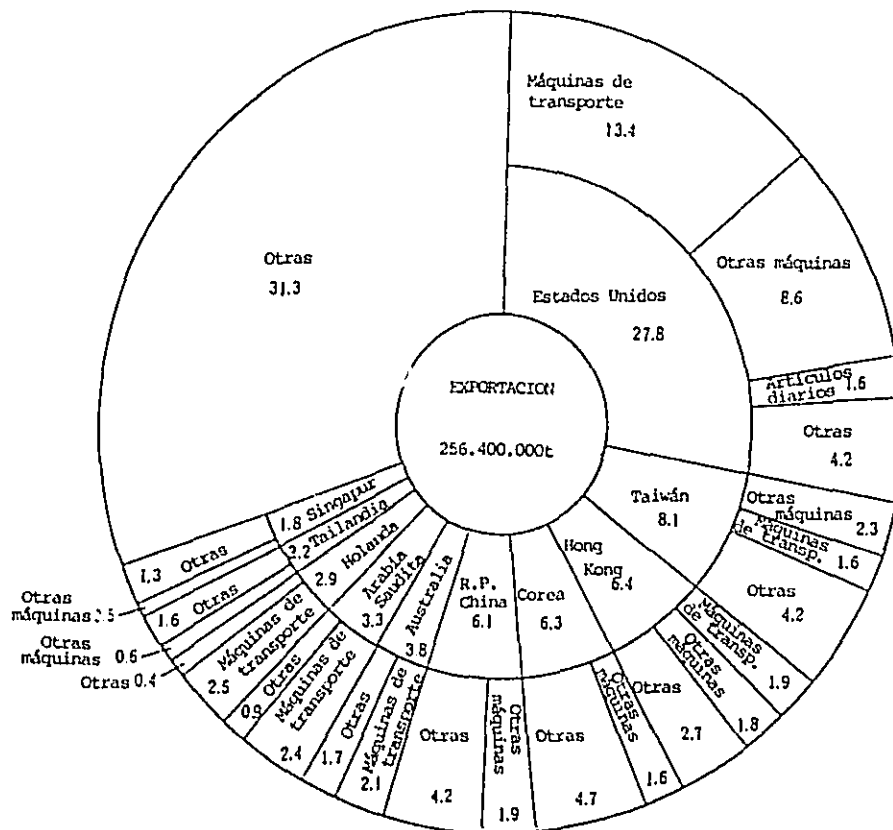 EXPORTACION
256.400.000t
Estados Unidos
27.8
Máquinas de
transporte
13.4
Otras máquinas
8.6
Artículos
diarios 1.6
Otras
4.2
Taiwán
8.1
Otras
máquinas
2.3
Máquinas
de transp.
1.6
Otras
4.2
Hong
Kong
6.4
Máquinas
de transp.
1.9
Otras
máquinas
1.8
Otras
2.7
Corea
6.3
Otras
máquinas
1.6
Otras
4.7
R.P.
China
6.1
Otras
máquinas
1.9
Otras
4.2
Australia
3.8
Máquinas de
transporte
2.1
Otras
1.7
Arabia
Saudita
3.3
Máquinas de
transporte
2.4
Otras
0.9
Holanda
2.9
Máquinas de
transporte
2.5
Otras 0.4
Tailandia
2.2
Otras
máquinas 0.6
Otras
1.6
Singapur
1.8
Otras
máquinas
Otras
1.3
Otras
31.3